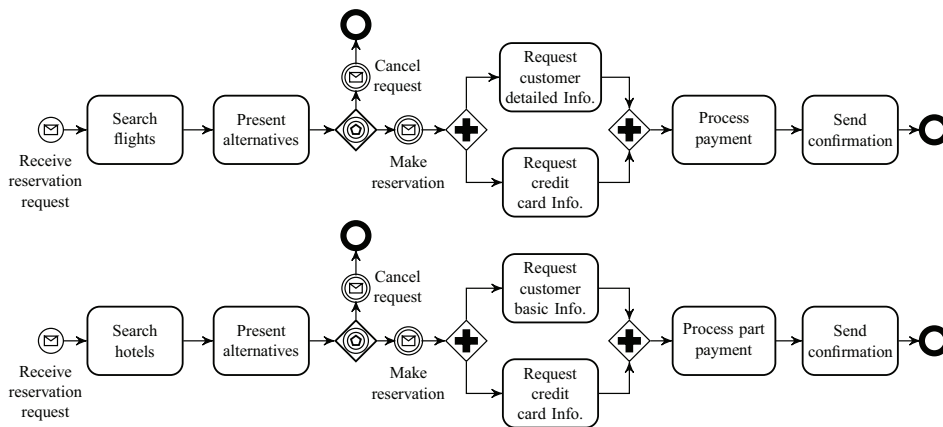 Cancel
request
Request
customer
detailed Info.
Search
flights
Present
alternatives
Process
payment
Send
confirmation
Receive
reservation
request
Make
reservation
Request
credit
card Info.
Cancel
request
Request
customer
basic Info.
Search
hotels
Present
alternatives
Process part
payment
Send
confirmation
Receive
reservation
request
Make
reservation
Request
credit
card Info.